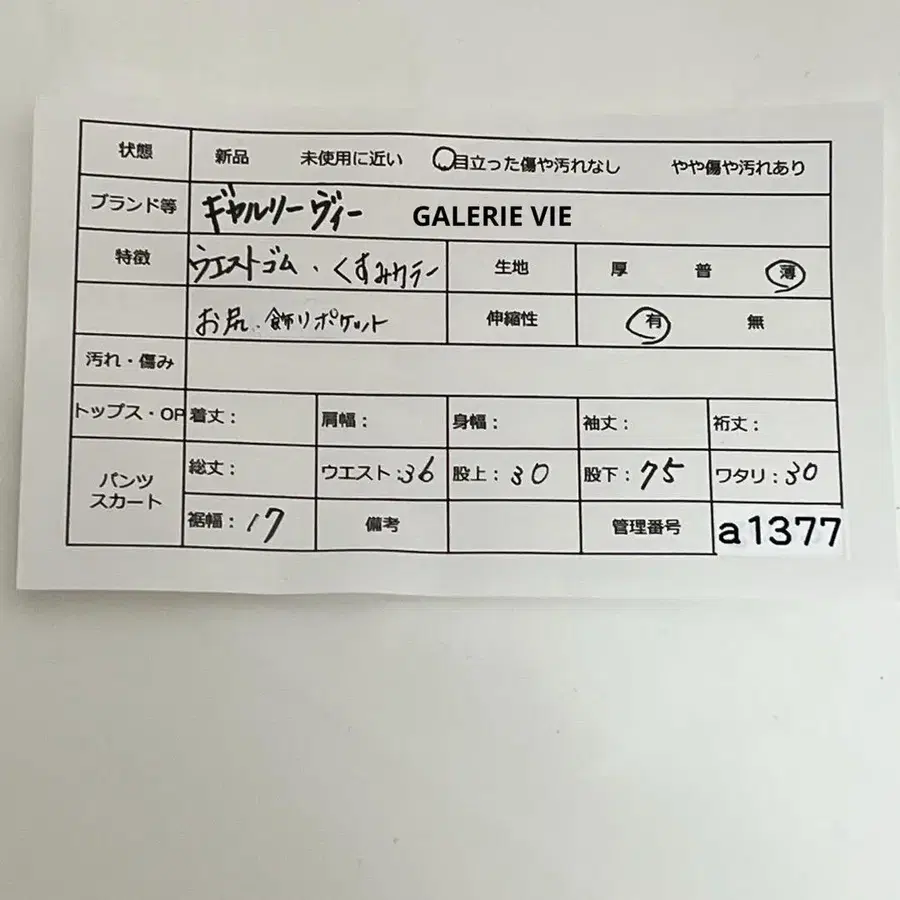 状態 新品 未使用に近い 目立った傷や汚れなし やや傷や汚れあり
ブランド等 ギャルリーヴィー GALERIE VIE
特徴 ウエストゴム、くすみカラー 生地 厚 普 薄
お尻、飾りポケット 伸縮性 有 無
汚れ・傷み
トップス・OP 着丈： 肩幅： 身幅： 袖丈： 裄丈：
パンツ スカート 総丈： ウエスト：36 股上：30 股下：75 ワタリ：30
裾幅：17 備考 管理番号 a1377